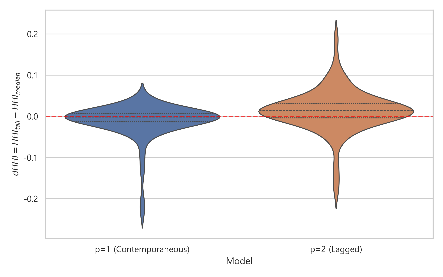 0.2
0.1
0.0
-0.1
-0.2
p=1 (Contemporaneous)
p=2 (Lagged)
Model